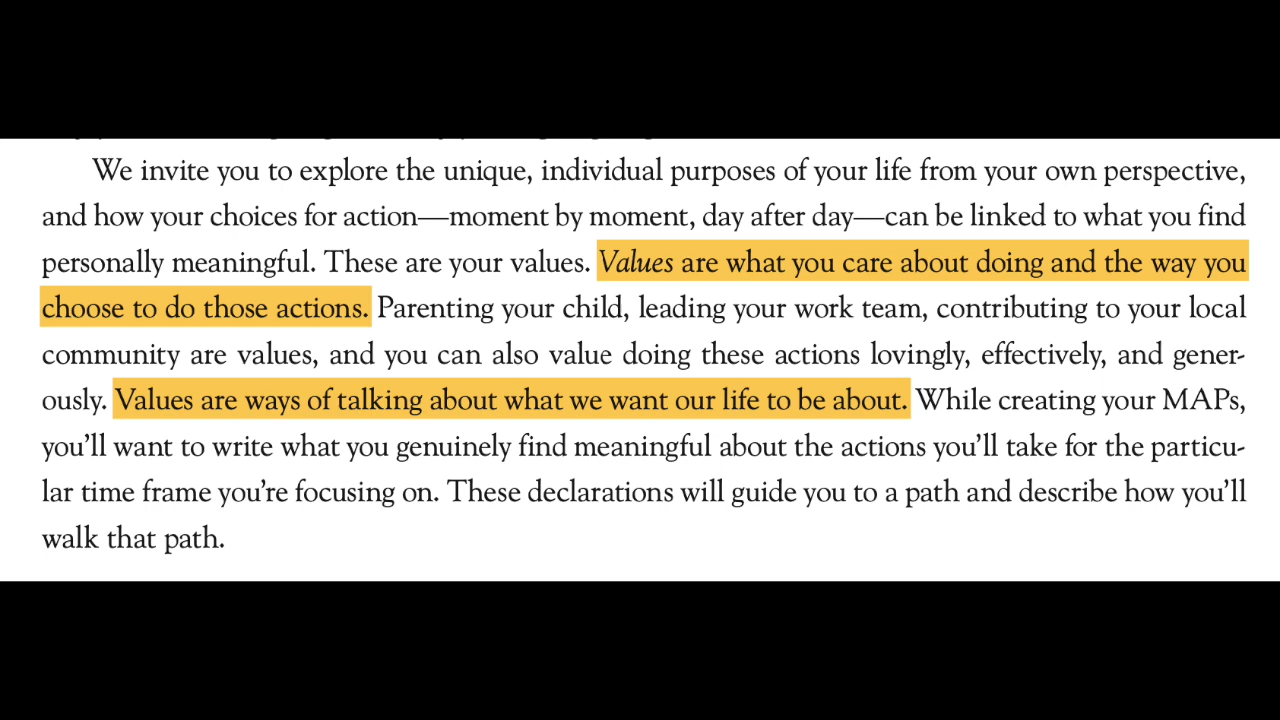 We invite you to explore the unique, individual purposes of your life from your own perspective,
and how your choices for action—moment by moment, day after day—can be linked to what you find
personally meaningful. These are your values. Values are what you care about doing and the way you
choose to do those actions. Parenting your child, leading your work team, contributing to your local
community are values, and you can also value doing these actions lovingly, effectively, and gener-
ously. Values are ways of talking about what we want our life to be about. While creating your MAPs,
you’ll want to write what you genuinely find meaningful about the actions you’ll take for the particu-
lar time frame you’re focusing on. These declarations will guide you to a path and describe how you’ll
walk that path.